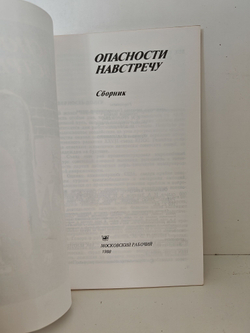 ОПАСНОСТИ
НАВСТРЕЧУ
Сборник
МОСКОВСКИЙ РАБОЧИЙ